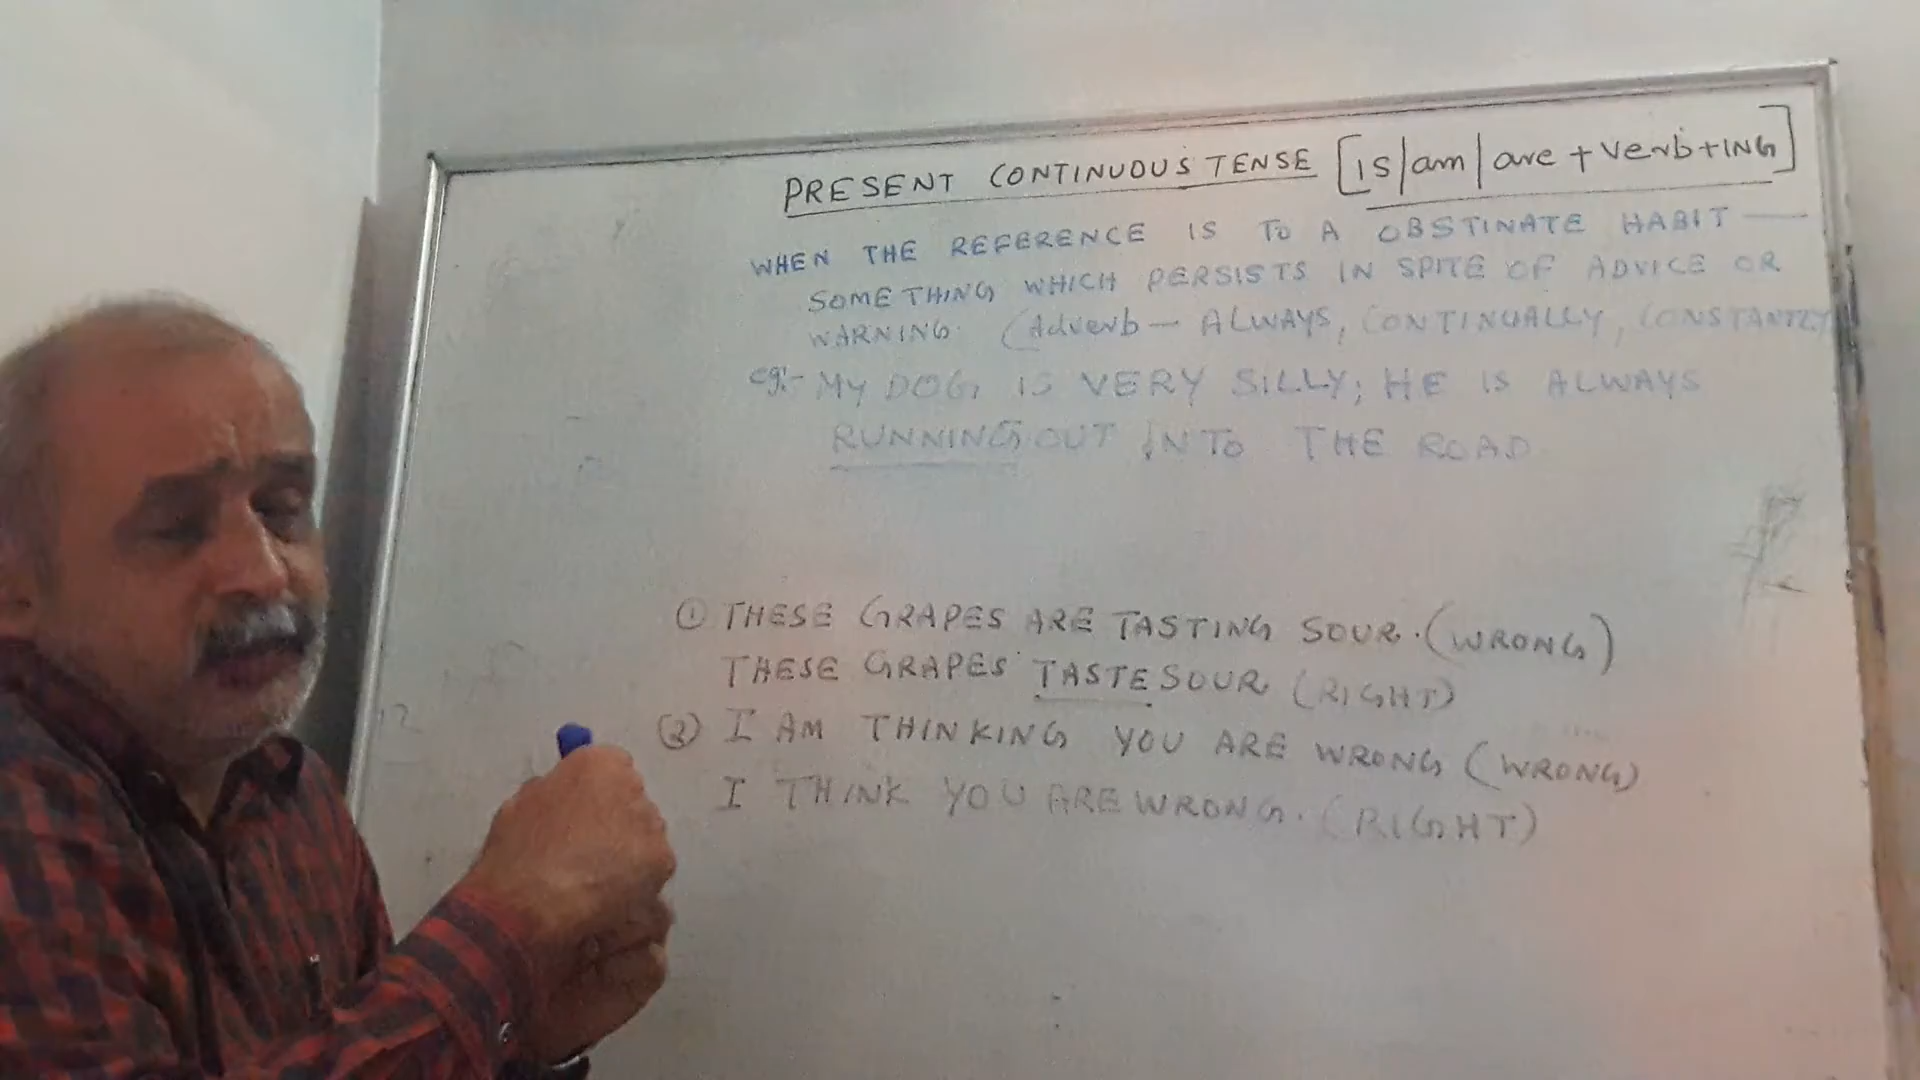 PRESENT CONTINUOUS TENSE [IS/am/are + Verb+ING]
WHEN THE REFERENCE IS TO A OBSTINATE HABIT —
SOMETHING WHICH PERSISTS IN SPITE OF ADVICE OR
WARNING. (Adverb — ALWAYS, CONTINUALLY, CONSTANTLY
eg:- MY DOG IS VERY SILLY; HE IS ALWAYS
RUNNING OUT INTO THE ROAD
① THESE GRAPES ARE TASTING SOUR. (WRONG)
THESE GRAPES TASTE SOUR (RIGHT)
② I AM THINKING YOU ARE WRONG (WRONG)
I THINK YOU ARE WRONG. (RIGHT)
12